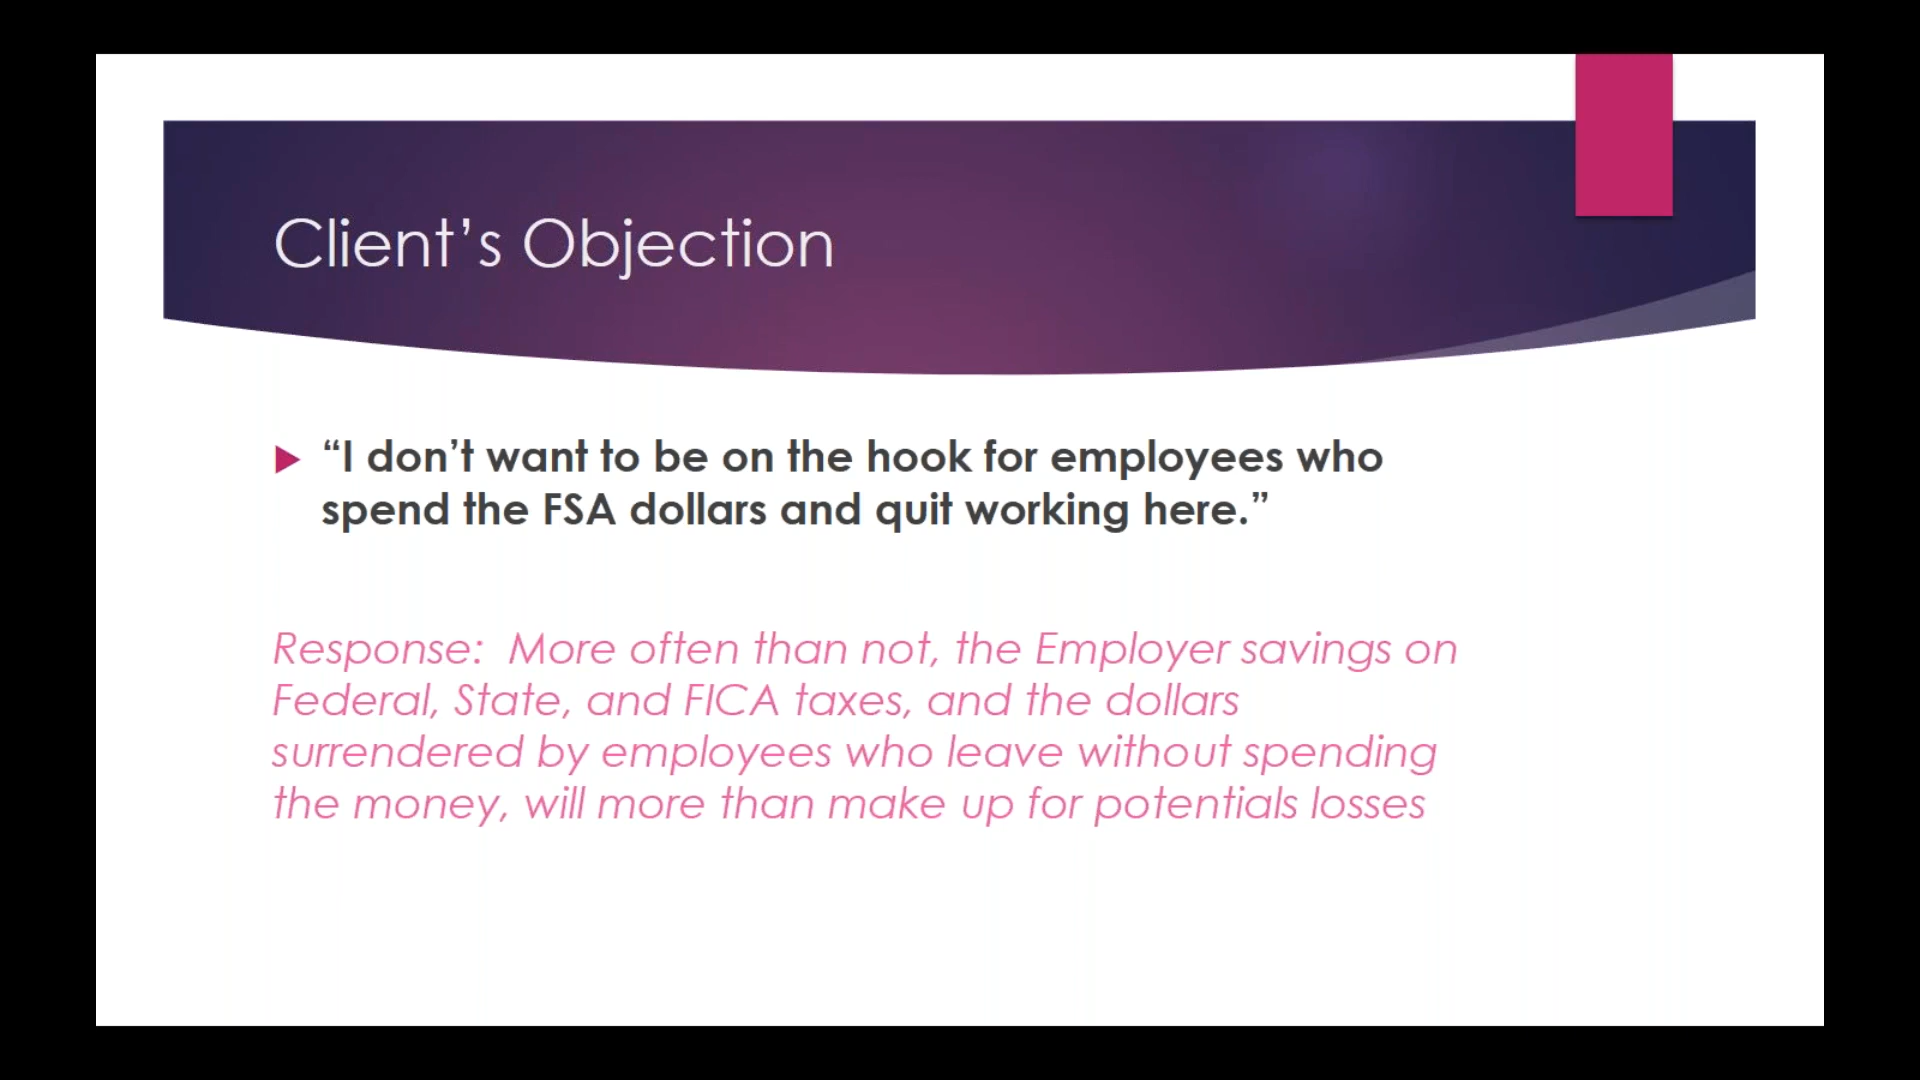 Client’s Objection
“I don’t want to be on the hook for employees who
spend the FSA dollars and quit working here.”
Response:  More often than not, the Employer savings on
Federal, State, and FICA taxes, and the dollars
surrendered by employees who leave without spending
the money, will more than make up for potentials losses